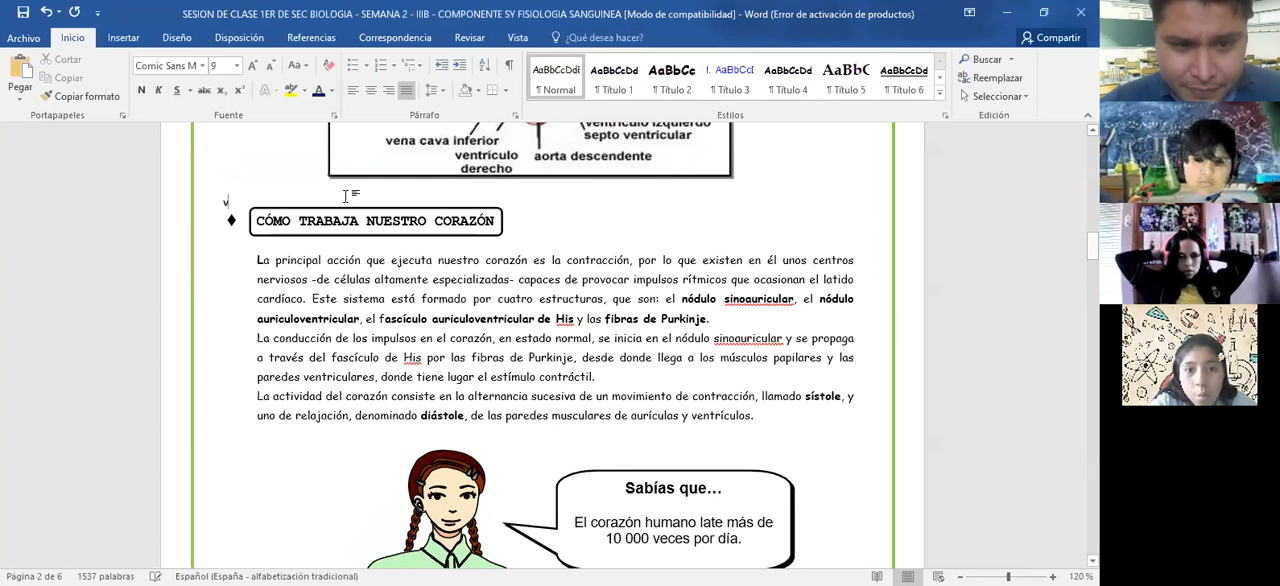 SESION DE CLASE 1ER DE SEC BIOLOGIA - SEMANA 2 - IIIB - COMPONENTE SY FISIOLOGIA SANGUINEA [Modo de compatibilidad] - Word (Error de activación de productos)
Archivo Inicio Insertar Diseño Disposición Referencias Correspondencia Revisar Vista ¿Qué desea hacer? Compartir
Pegar
Cortar
Copiar
Copiar formato
Portapapeles
Comic Sans M 9
N K S abc x₂ x²
Fuente
Párrafo
AaBbCcDdI AaBbCcDd AaBbCc I. AaBbCcI AaBbCcDd AaBbC AaBbCcDd
¶ Normal ¶ Título 1 ¶ Título 2 ¶ Título 3 ¶ Título 4 ¶ Título 5 ¶ Título 6
Estilos
Buscar
Reemplazar
Seleccionar
Edición
ventrículo izquierdo
septo ventricular
vena cava inferior
ventrículo
derecho
aorta descendente
v
CÓMO TRABAJA NUESTRO CORAZÓN
La principal acción que ejecuta nuestro corazón es la contracción, por lo que existen en él unos centros
nerviosos -de células altamente especializadas- capaces de provocar impulsos rítmicos que ocasionan el latido
cardíaco. Este sistema está formado por cuatro estructuras, que son: el nódulo sinoauricular, el nódulo
auriculoventricular, el fascículo auriculoventricular de His y las fibras de Purkinje.
La conducción de los impulsos en el corazón, en estado normal, se inicia en el nódulo sinoauricular y se propaga
a través del fascículo de His por las fibras de Purkinje, desde donde llega a los músculos papilares y las
paredes ventriculares, donde tiene lugar el estímulo contráctil.
La actividad del corazón consiste en la alternancia sucesiva de un movimiento de contracción, llamado sístole, y
uno de relajación, denominado diástole, de las paredes musculares de aurículas y ventrículos.
Sabías que…
El corazón humano late más de
10 000 veces por día.
Página 2 de 6 1537 palabras Español (España - alfabetización tradicional) 120 %